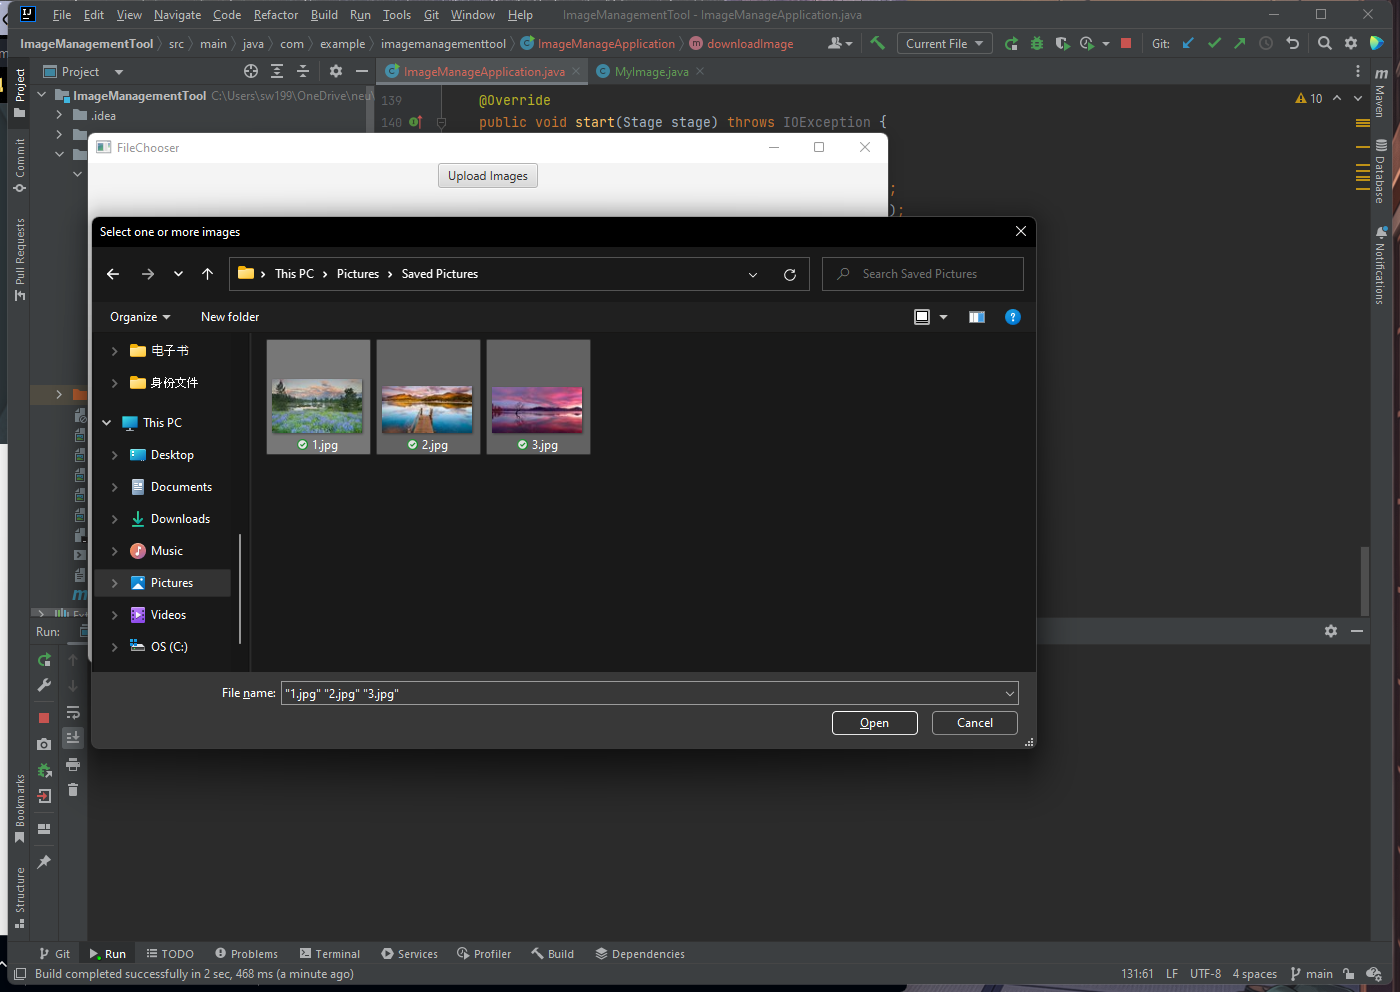 File Edit View Navigate Code Refactor Build Run Tools Git Window Help ImageManagementTool - ImageManageApplication.java
ImageManagementTool src main java com example imagemanagementtool ImageManageApplication downloadImage Current File Git:
Project
ImageManageApplication.java MyImage.java
ImageManagementTool C:\Users\sw199\OneDrive\neu\
.idea
139 @Override
140 public void start(Stage stage) throws IOException {
10
;
);
FileChooser
Upload Images
Select one or more images
This PC Pictures Saved Pictures
Search Saved Pictures
Organize New folder
电子书
身份文件
This PC
Desktop
Documents
Downloads
Music
Pictures
Videos
OS (C:)
1.jpg 2.jpg 3.jpg
File name: "1.jpg" "2.jpg" "3.jpg"
Open Cancel
Project
Commit
Pull Requests
Bookmarks
Structure
Maven
Database
Notifications
Run:
Git Run TODO Problems Terminal Services Profiler Build Dependencies
Build completed successfully in 2 sec, 468 ms (a minute ago)
131:61 LF UTF-8 4 spaces main